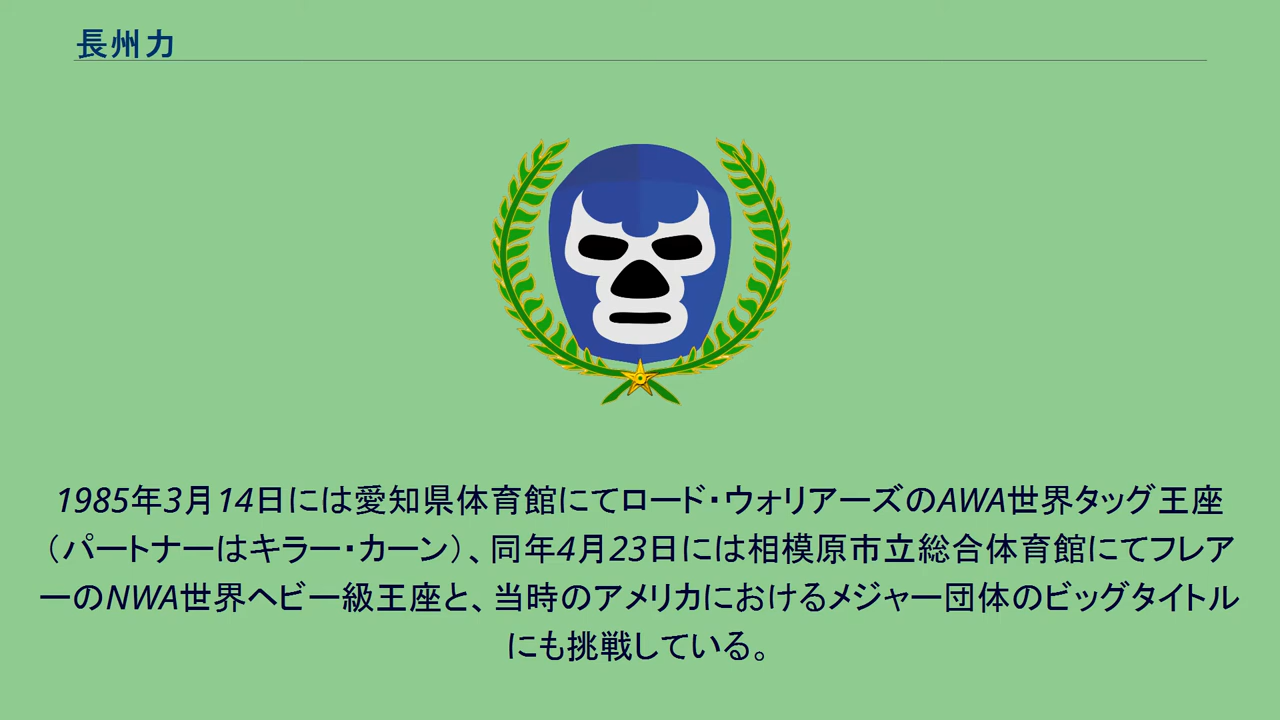 長州力
1985年3月14日には愛知県体育館にてロード・ウォリアーズのAWA世界タッグ王座
（パートナーはキラー・カーン）、同年4月23日には相模原市立総合体育館にてフレア
ーのNWA世界ヘビー級王座と、当時のアメリカにおけるメジャー団体のビッグタイトル
にも挑戦している。